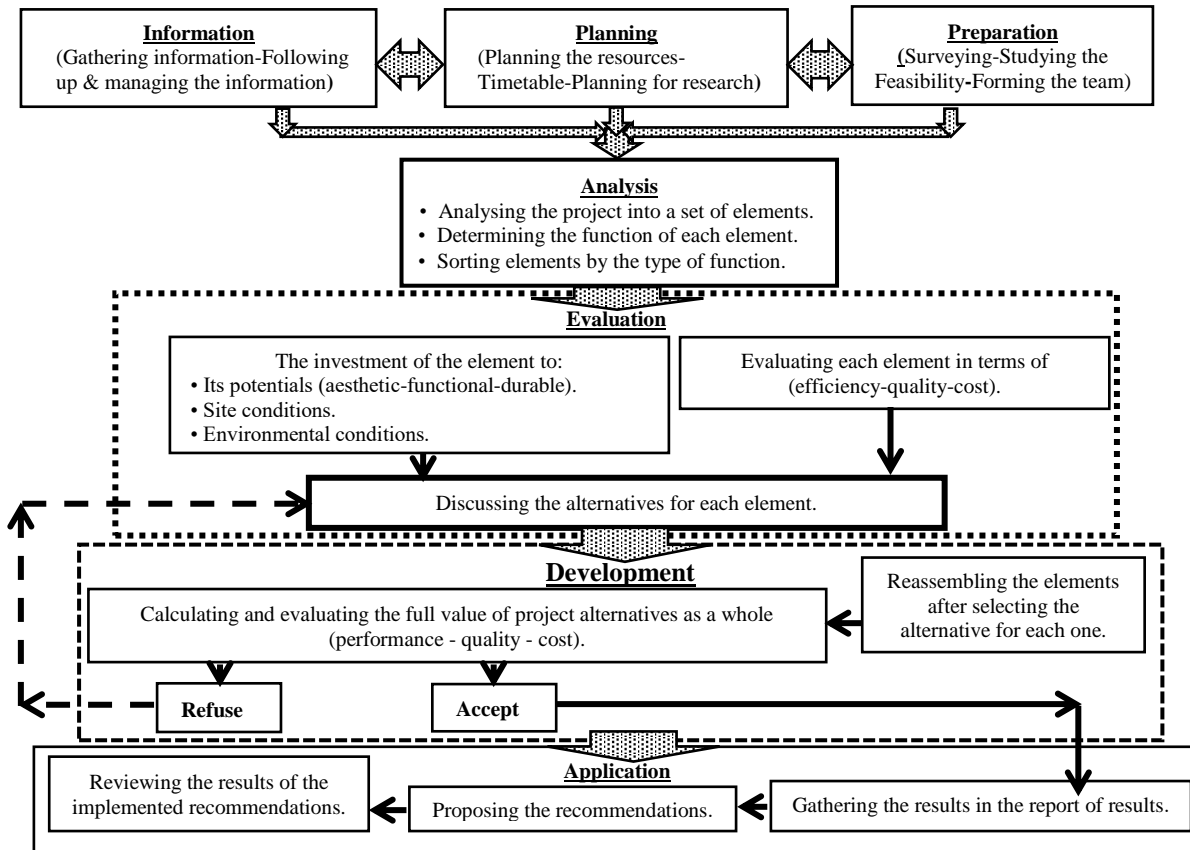 Information
(Gathering information-Following
up & managing the information)
Planning
(Planning the resources-
Timetable-Planning for research)
Preparation
(Surveying-Studying the
Feasibility-Forming the team)
Analysis
• Analysing the project into a set of elements.
• Determining the function of each element.
• Sorting elements by the type of function.
Evaluation
The investment of the element to:
• Its potentials (aesthetic-functional-durable).
• Site conditions.
• Environmental conditions.
Evaluating each element in terms of
(efficiency-quality-cost).
Discussing the alternatives for each element.
Development
Calculating and evaluating the full value of project alternatives as a whole
(performance - quality - cost).
Reassembling the elements
after selecting the
alternative for each one.
Refuse
Accept
Application
Reviewing the results of the
implemented recommendations.
Proposing the recommendations.
Gathering the results in the report of results.